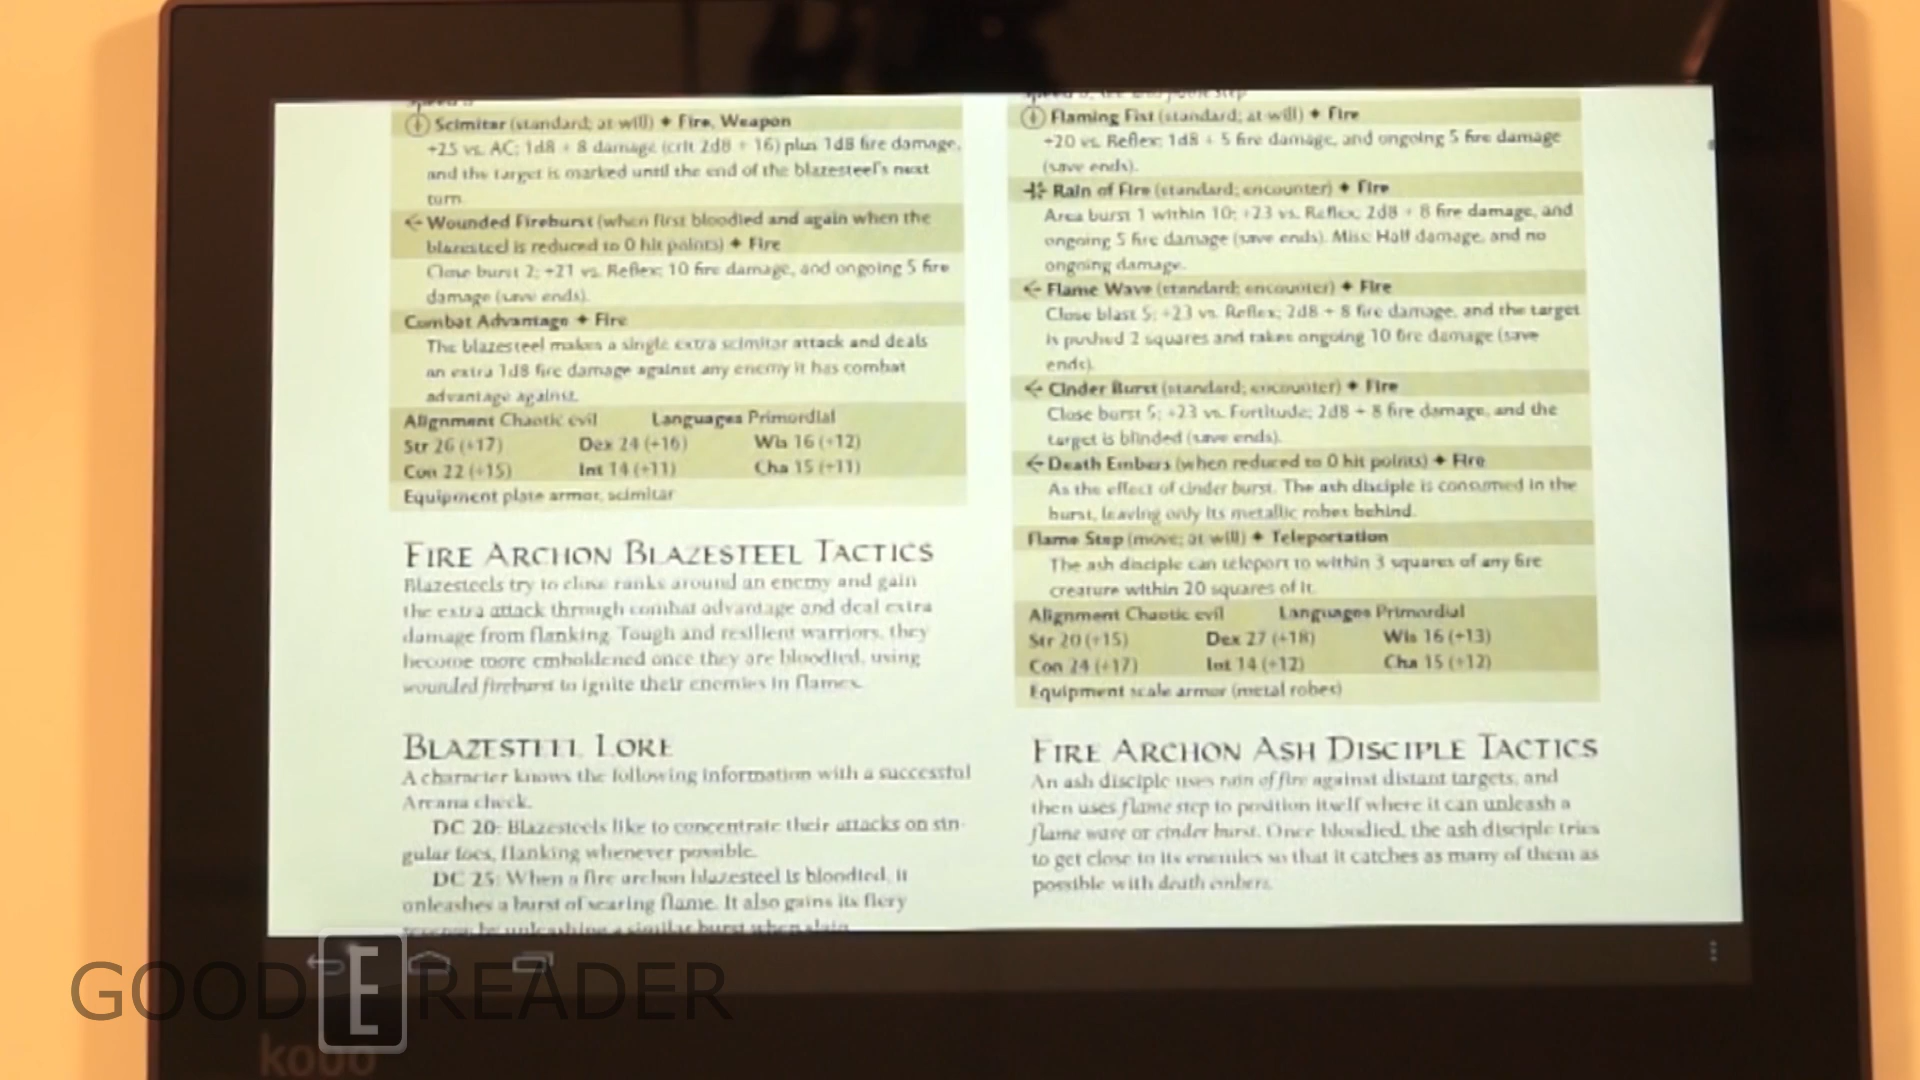 Scimitar (standard; at will) ✦ Fire, Weapon
+25 vs. AC; 1d8 + 8 damage (crit 2d8 + 16) plus 1d8 fire damage,
and the target is marked until the end of the blazesteel's next
turn.
Wounded Fireburst (when first bloodied and again when the
blazesteel is reduced to 0 hit points) ✦ Fire
Close burst 2; +21 vs. Reflex; 10 fire damage, and ongoing 5 fire
damage (save ends).
Combat Advantage ✦ Fire
The blazesteel makes a single extra scimitar attack and deals
an extra 1d8 fire damage against any enemy it has combat
advantage against.
Alignment Chaotic evil Languages Primordial
Str 26 (+17) Dex 24 (+16) Wis 16 (+12)
Con 22 (+15) Int 14 (+11) Cha 15 (+11)
Equipment plate armor, scimitar
Fire Archon Blazesteel Tactics
Blazesteels try to close ranks around an enemy and gain
the extra attack through combat advantage and deal extra
damage from flanking. Tough and resilient warriors, they
become more emboldened once they are bloodied, using
wounded fireburst to ignite their enemies in flames.
Blazesteel Lore
A character knows the following information with a successful
Arcana check.
DC 20: Blazesteels like to concentrate their attacks on sin-
gular foes, flanking whenever possible.
DC 25: When a fire archon blazesteel is bloodied, it
unleashes a burst of searing flame. It also gains its fiery
by unleashing a similar burst when slain.
Flaming Fist (standard; at will) ✦ Fire
+20 vs. Reflex; 1d8 + 5 fire damage, and ongoing 5 fire damage
(save ends).
Rain of Fire (standard; encounter) ✦ Fire
Area burst 1 within 10; +23 vs. Reflex; 2d8 + 8 fire damage, and
ongoing 5 fire damage (save ends). Miss: Half damage, and no
ongoing damage.
Flame Wave (standard; encounter) ✦ Fire
Close blast 5; +23 vs. Reflex; 2d8 + 8 fire damage, and the target
is pushed 2 squares and takes ongoing 10 fire damage (save
ends).
Cinder Burst (standard; encounter) ✦ Fire
Close burst 5; +23 vs. Fortitude; 2d8 + 8 fire damage, and the
target is blinded (save ends).
Death Embers (when reduced to 0 hit points) ✦ Fire
As the effect of cinder burst. The ash disciple is consumed in the
burst, leaving only its metallic robes behind.
Flame Step (move; at will) ✦ Teleportation
The ash disciple can teleport to within 3 squares of any fire
creature within 20 squares of it.
Alignment Chaotic evil Languages Primordial
Str 20 (+15) Dex 27 (+18) Wis 16 (+13)
Con 24 (+17) Int 14 (+12) Cha 15 (+12)
Equipment scale armor (metal robes)
Fire Archon Ash Disciple Tactics
An ash disciple uses rain of fire against distant targets, and
then uses flame step to position itself where it can unleash a
flame wave or cinder burst. Once bloodied, the ash disciple tries
to get close to its enemies so that it catches as many of them as
possible with death embers.
GOOD E READER
kobo